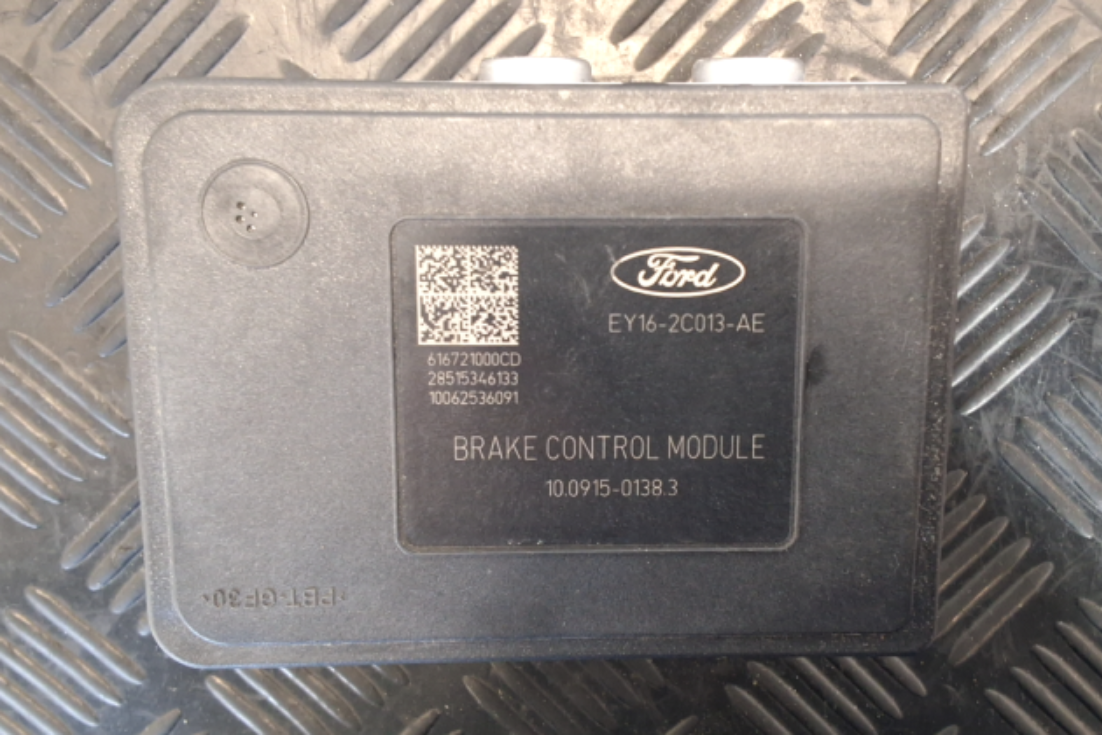 Ford
EY16-2C013-AE
616721000CD
28515346133
10062536091
BRAKE CONTROL MODULE
10.0915-0138.3
>PBT-GF30<